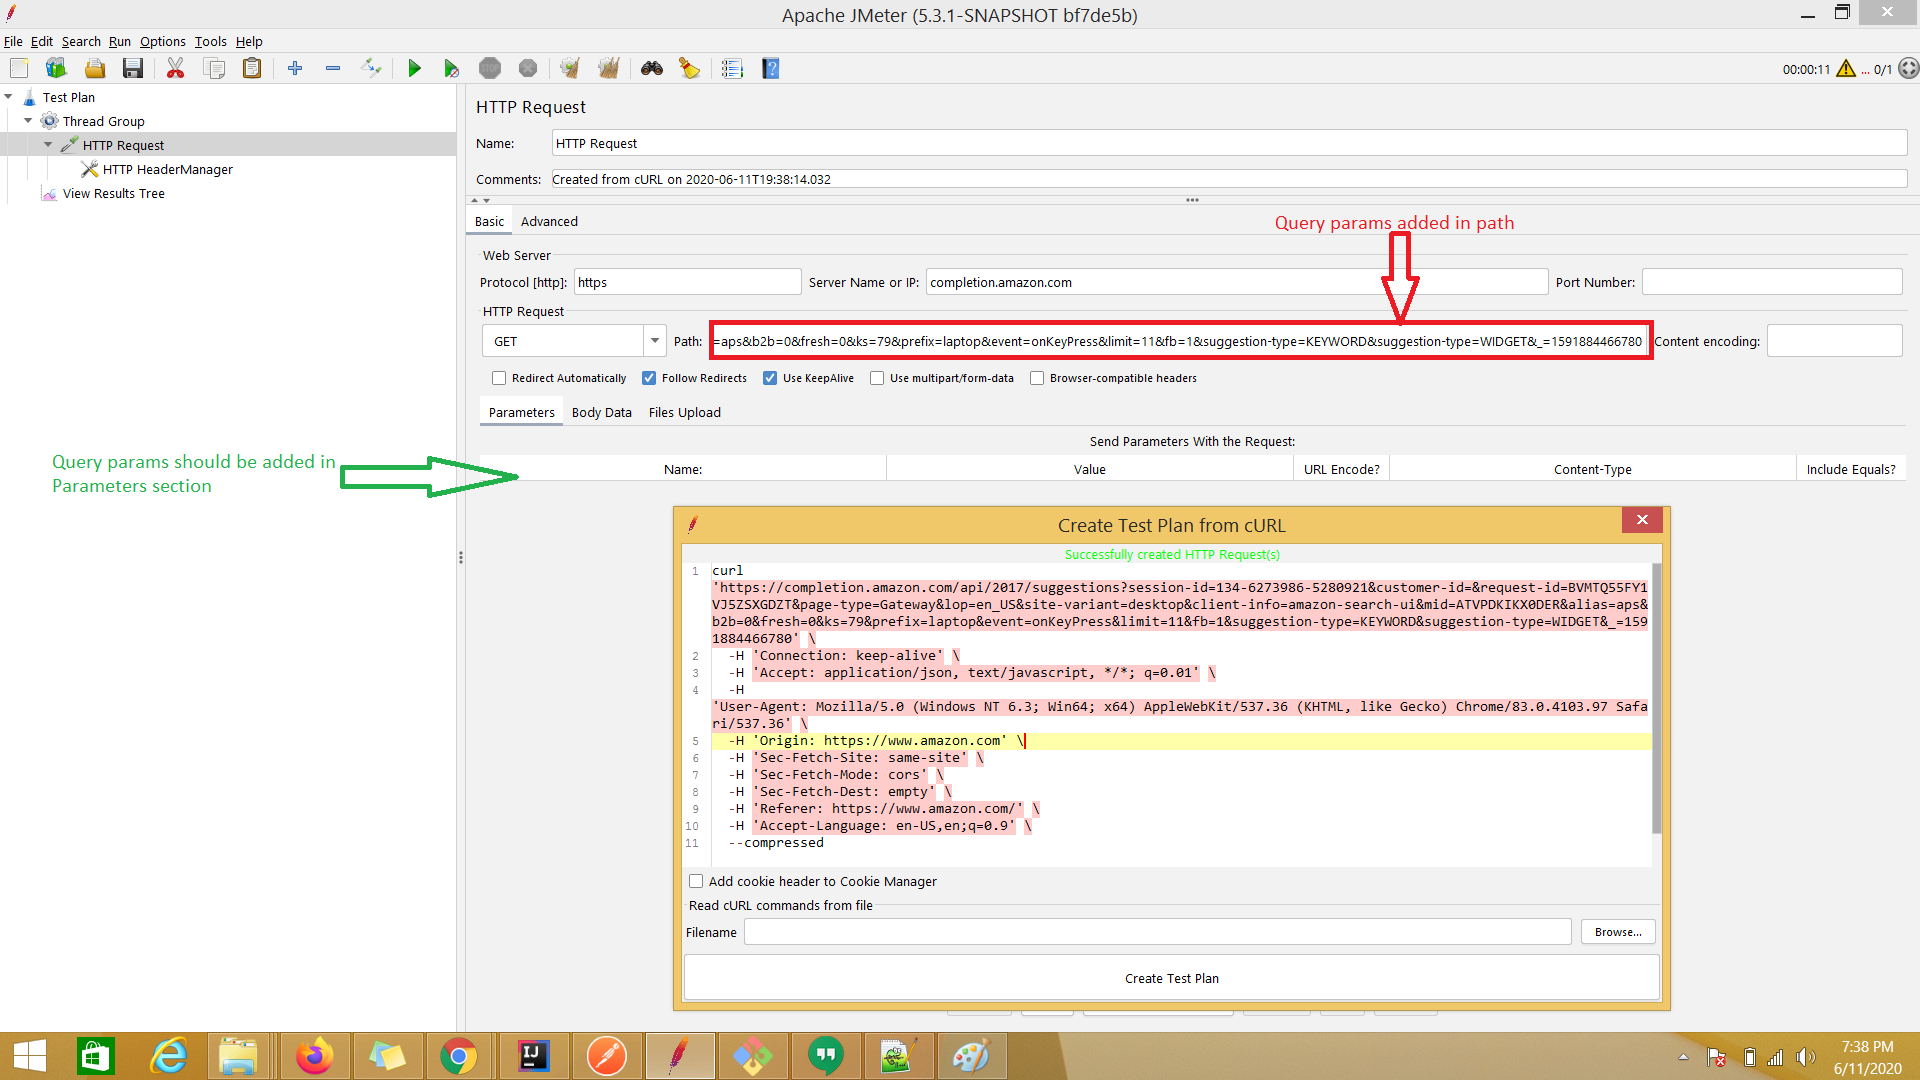 Apache JMeter (5.3.1-SNAPSHOT bf7de5b)
File Edit Search Run Options Tools Help
00:00:11 ... 0/1
Test Plan
Thread Group
HTTP Request
HTTP HeaderManager
View Results Tree
HTTP Request
Name: HTTP Request
Comments: Created from cURL on 2020-06-11T19:38:14.032
Basic Advanced
Query params added in path
Web Server
Protocol [http]: https Server Name or IP: completion.amazon.com Port Number:
HTTP Request
GET Path: =aps&b2b=0&fresh=0&ks=79&prefix=laptop&event=onKeyPress&limit=11&fb=1&suggestion-type=KEYWORD&suggestion-type=WIDGET&_=1591884466780 Content encoding:
Redirect Automatically Follow Redirects Use KeepAlive Use multipart/form-data Browser-compatible headers
Parameters Body Data Files Upload
Send Parameters With the Request:
Name: Value URL Encode? Content-Type Include Equals?
Query params should be added in
Parameters section
Create Test Plan from cURL
Successfully created HTTP Request(s)
1 curl
'https://completion.amazon.com/api/2017/suggestions?session-id=134-6273986-5280921&customer-id=&request-id=BVMTQ55FY1
VJ5ZSXGDZT&page-type=Gateway&lop=en_US&site-variant=desktop&client-info=amazon-search-ui&mid=ATVPDKIKX0DER&alias=aps&
b2b=0&fresh=0&ks=79&prefix=laptop&event=onKeyPress&limit=11&fb=1&suggestion-type=KEYWORD&suggestion-type=WIDGET&_=159
1884466780' \
2 -H 'Connection: keep-alive' \
3 -H 'Accept: application/json, text/javascript, */*; q=0.01' \
4 -H
'User-Agent: Mozilla/5.0 (Windows NT 6.3; Win64; x64) AppleWebKit/537.36 (KHTML, like Gecko) Chrome/83.0.4103.97 Safa
ri/537.36' \
5 -H 'Origin: https://www.amazon.com' \
6 -H 'Sec-Fetch-Site: same-site' \
7 -H 'Sec-Fetch-Mode: cors' \
8 -H 'Sec-Fetch-Dest: empty' \
9 -H 'Referer: https://www.amazon.com/' \
10 -H 'Accept-Language: en-US,en;q=0.9' \
11 --compressed
Add cookie header to Cookie Manager
Read cURL commands from file
Filename Browse...
Create Test Plan
7:38 PM
6/11/2020